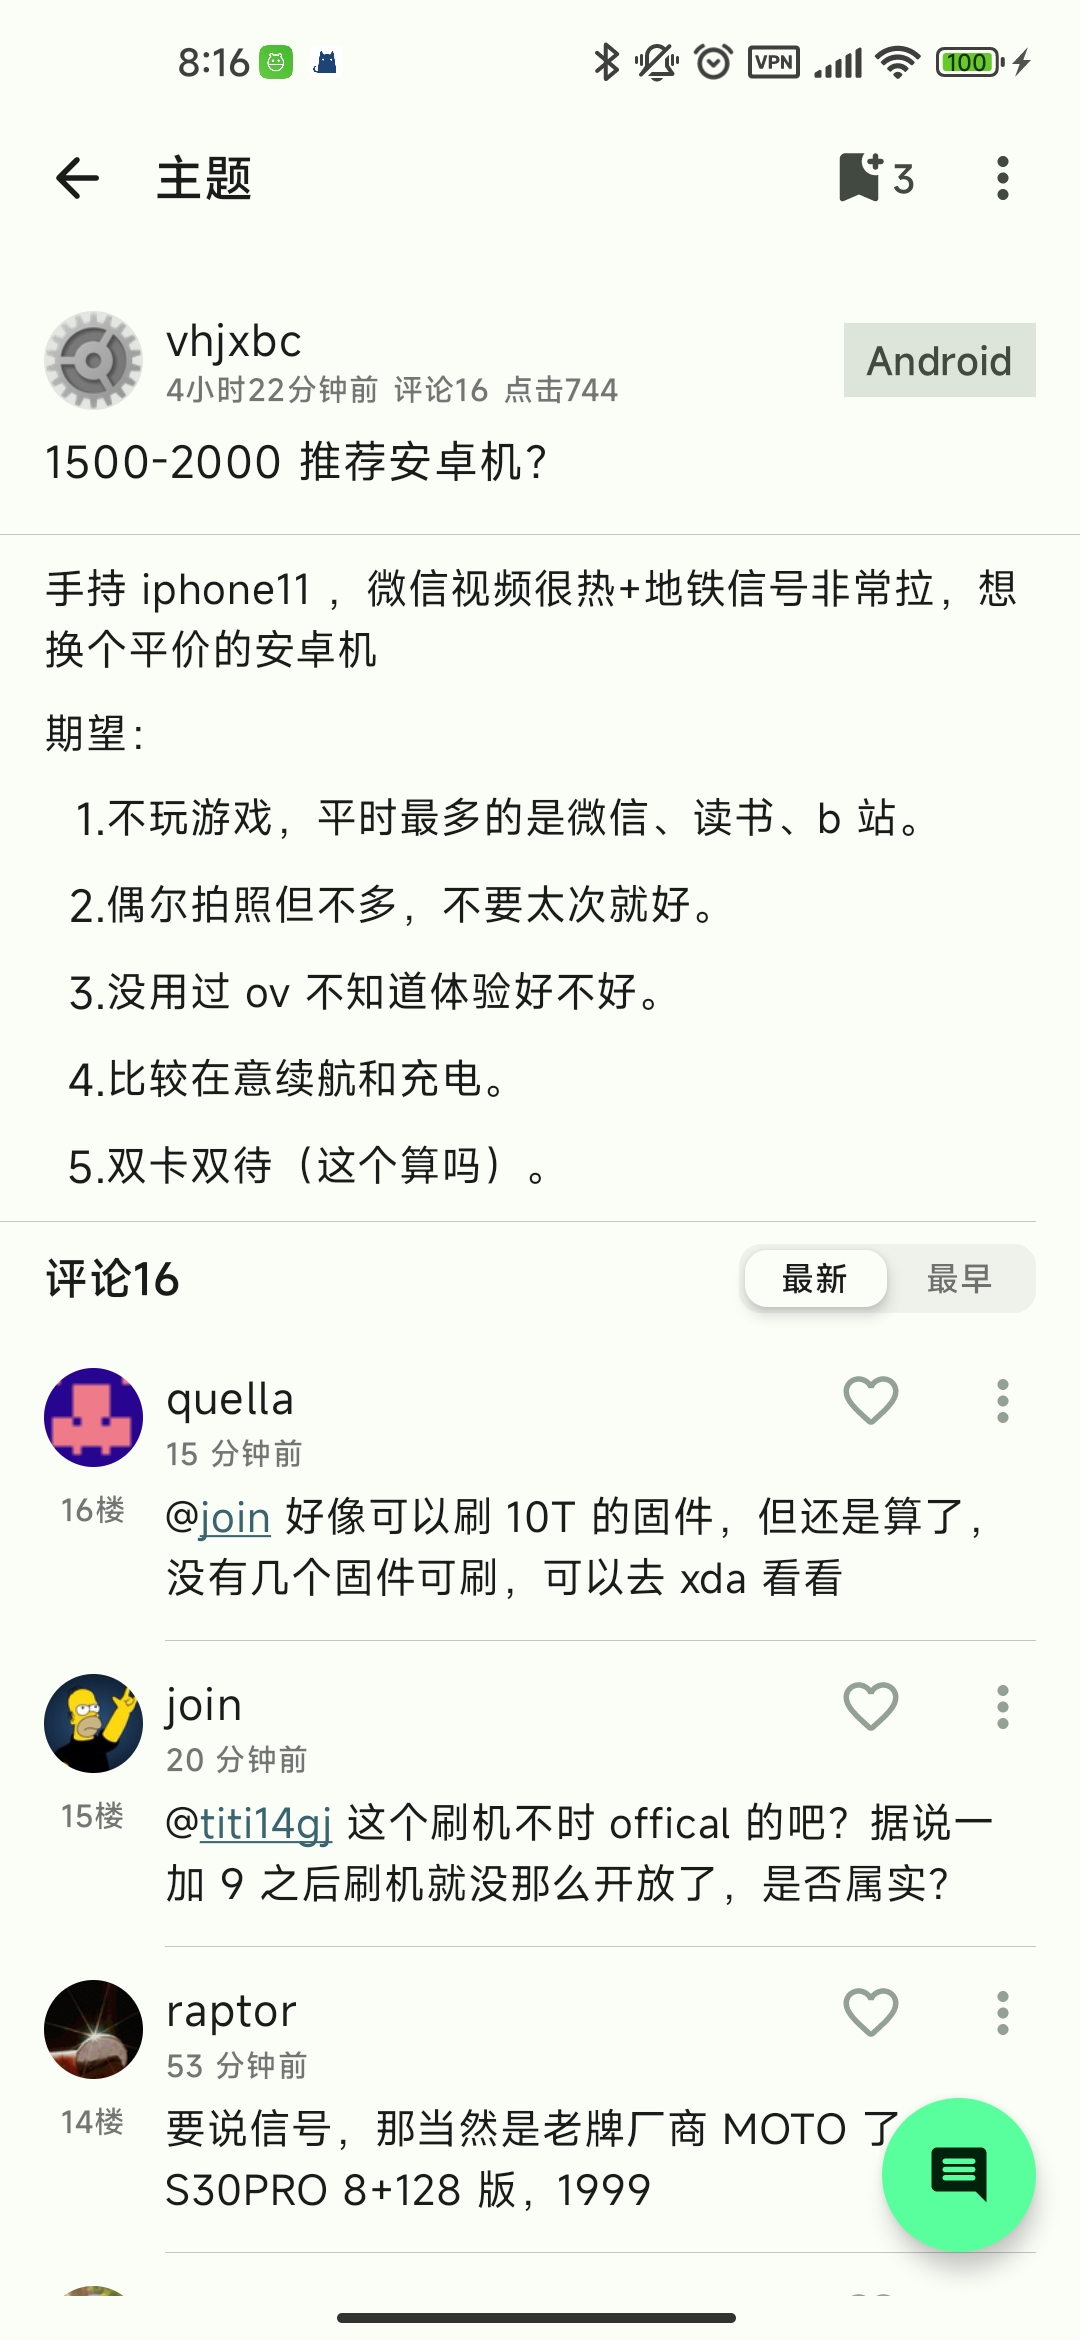 8:16 VPN 100
主题 3
vhjxbc
Android
4小时22分钟前 评论16 点击744
1500-2000 推荐安卓机？
手持 iphone11 ，微信视频很热+地铁信号非常拉，想
换个平价的安卓机
期望：
1.不玩游戏，平时最多的是微信、读书、b 站。
2.偶尔拍照但不多，不要太次就好。
3.没用过 ov 不知道体验好不好。
4.比较在意续航和充电。
5.双卡双待（这个算吗）。
评论16 最新 最早
quella
15 分钟前
16楼
@join 好像可以刷 10T 的固件，但还是算了，
没有几个固件可刷，可以去 xda 看看
join
20 分钟前
15楼
@titi14gj 这个刷机不时 offical 的吧？据说一
加 9 之后刷机就没那么开放了，是否属实？
raptor
53 分钟前
14楼
要说信号，那当然是老牌厂商 MOTO 了
S30PRO 8+128 版，1999